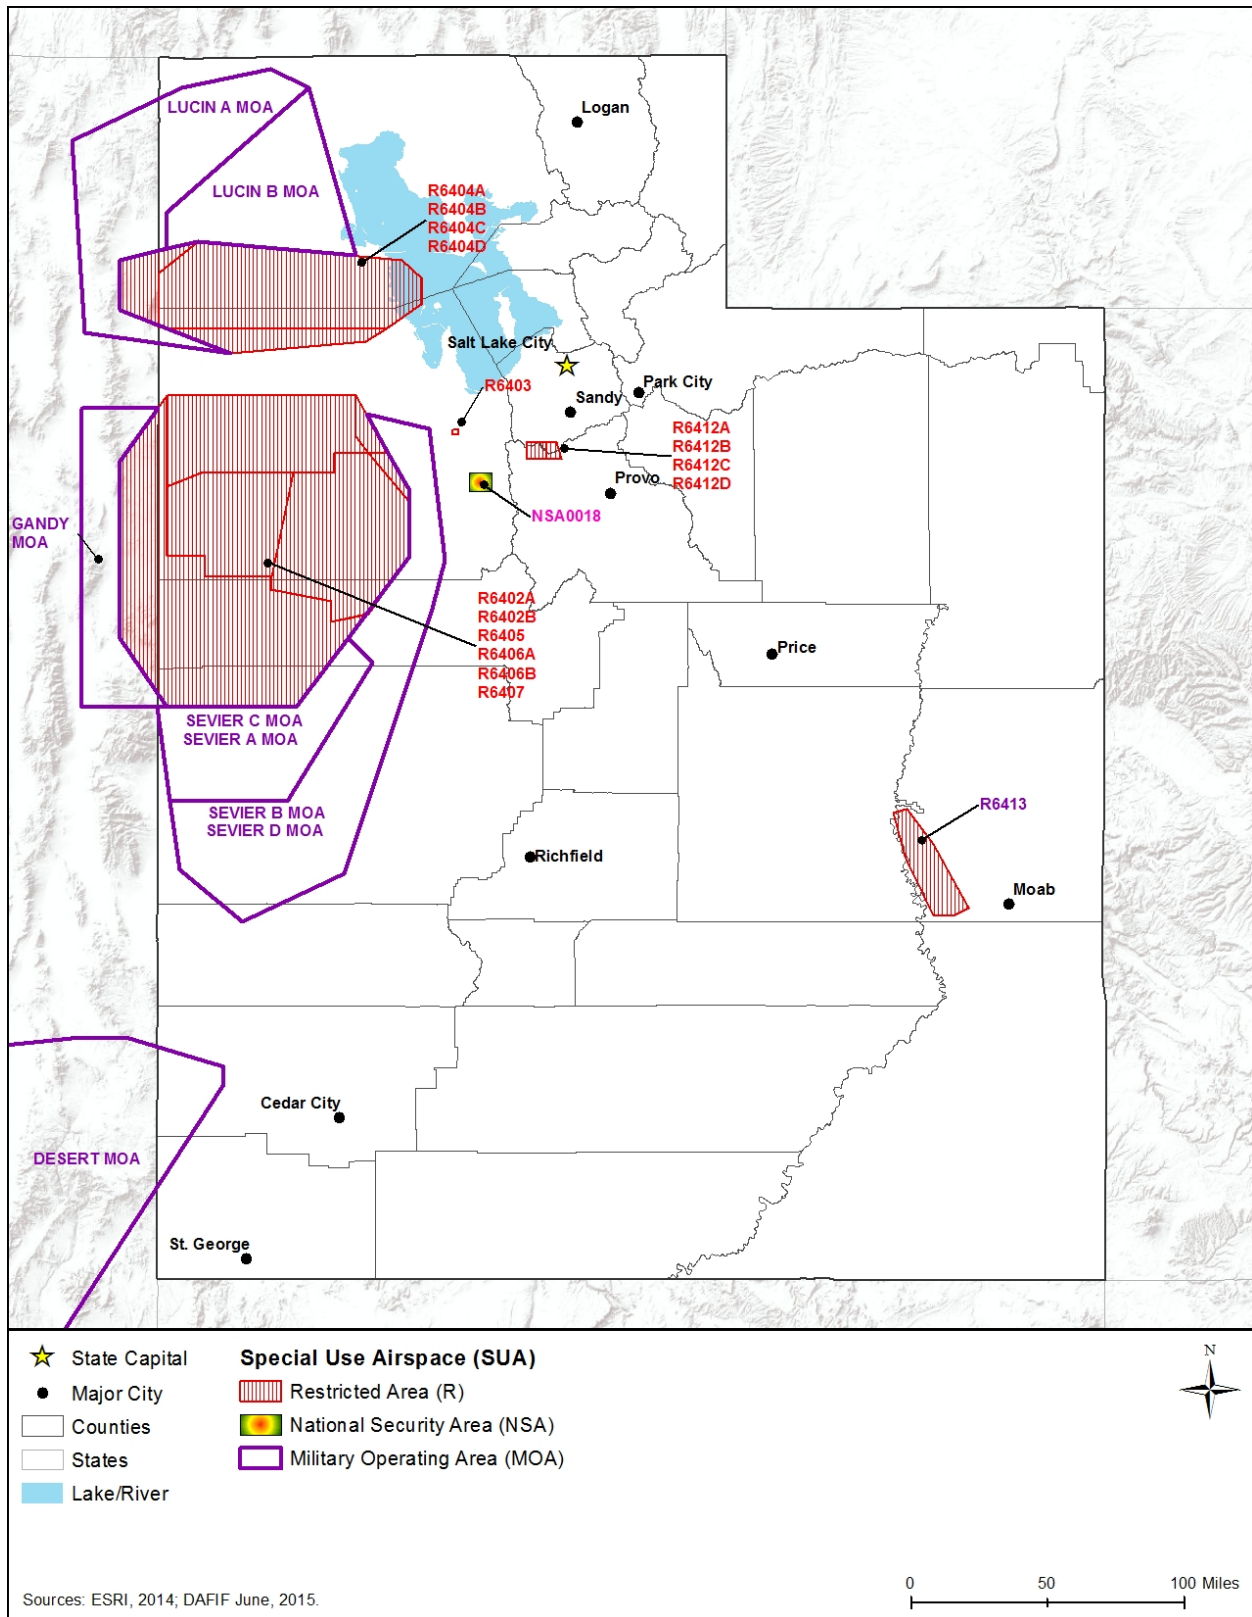 LUCIN A MOA
Logan
LUCIN B MOA
R6404A
R6404B
R6404C
R6404D
Salt Lake City
R6403
Park City
Sandy
R6412A
R6412B
R6412C
R6412D
Provo
NSA0018
GANDY
MOA
R6402A
R6402B
R6405
R6406A
R6406B
R6407
Price
SEVIER C MOA
SEVIER A MOA
SEVIER B MOA
SEVIER D MOA
R6413
Richfield
Moab
Cedar City
DESERT MOA
St. George
State Capital
Major City
Counties
States
Lake/River
Special Use Airspace (SUA)
Restricted Area (R)
National Security Area (NSA)
Military Operating Area (MOA)
N
Sources: ESRI, 2014; DAFIF June, 2015.
0 50 100 Miles